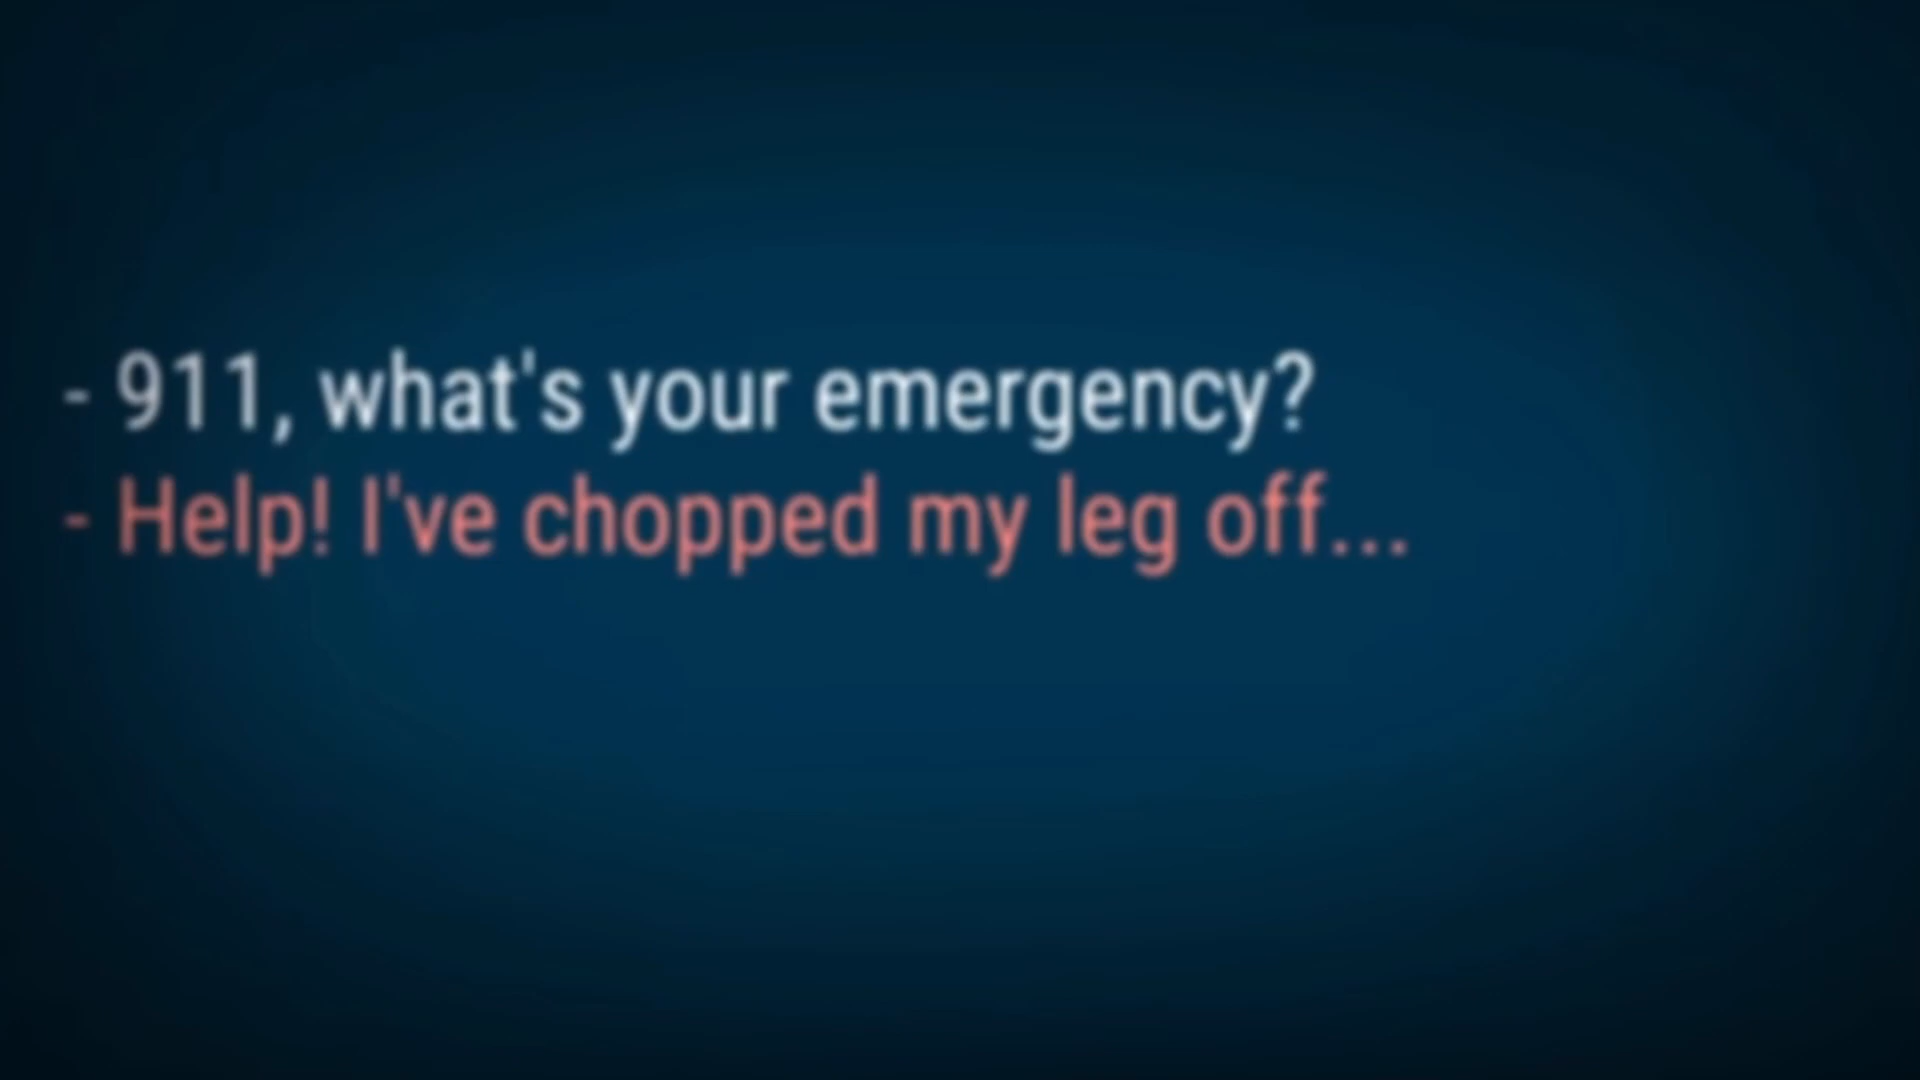 - 911, what's your emergency?
- Help! I've chopped my leg off...